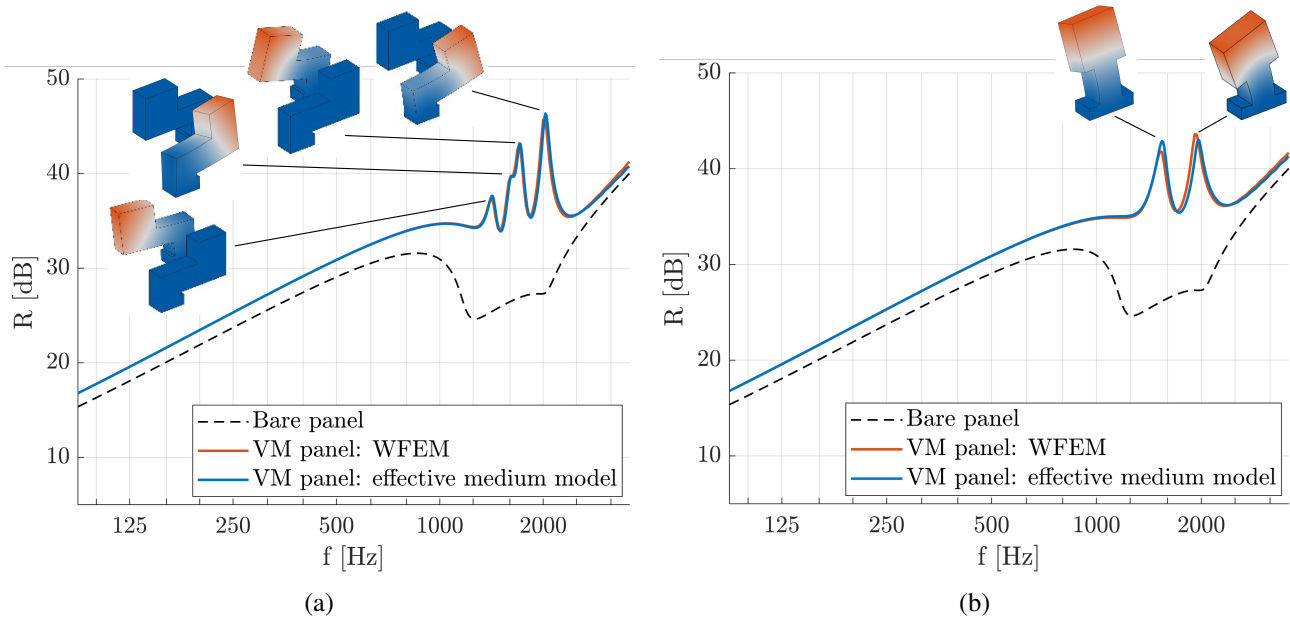 50
40
30
20
10
R [dB]
125 250 500 1000 2000
f [Hz]
Bare panel
VM panel: WFEM
VM panel: effective medium model
(a)
50
40
30
20
10
R [dB]
125 250 500 1000 2000
f [Hz]
Bare panel
VM panel: WFEM
VM panel: effective medium model
(b)